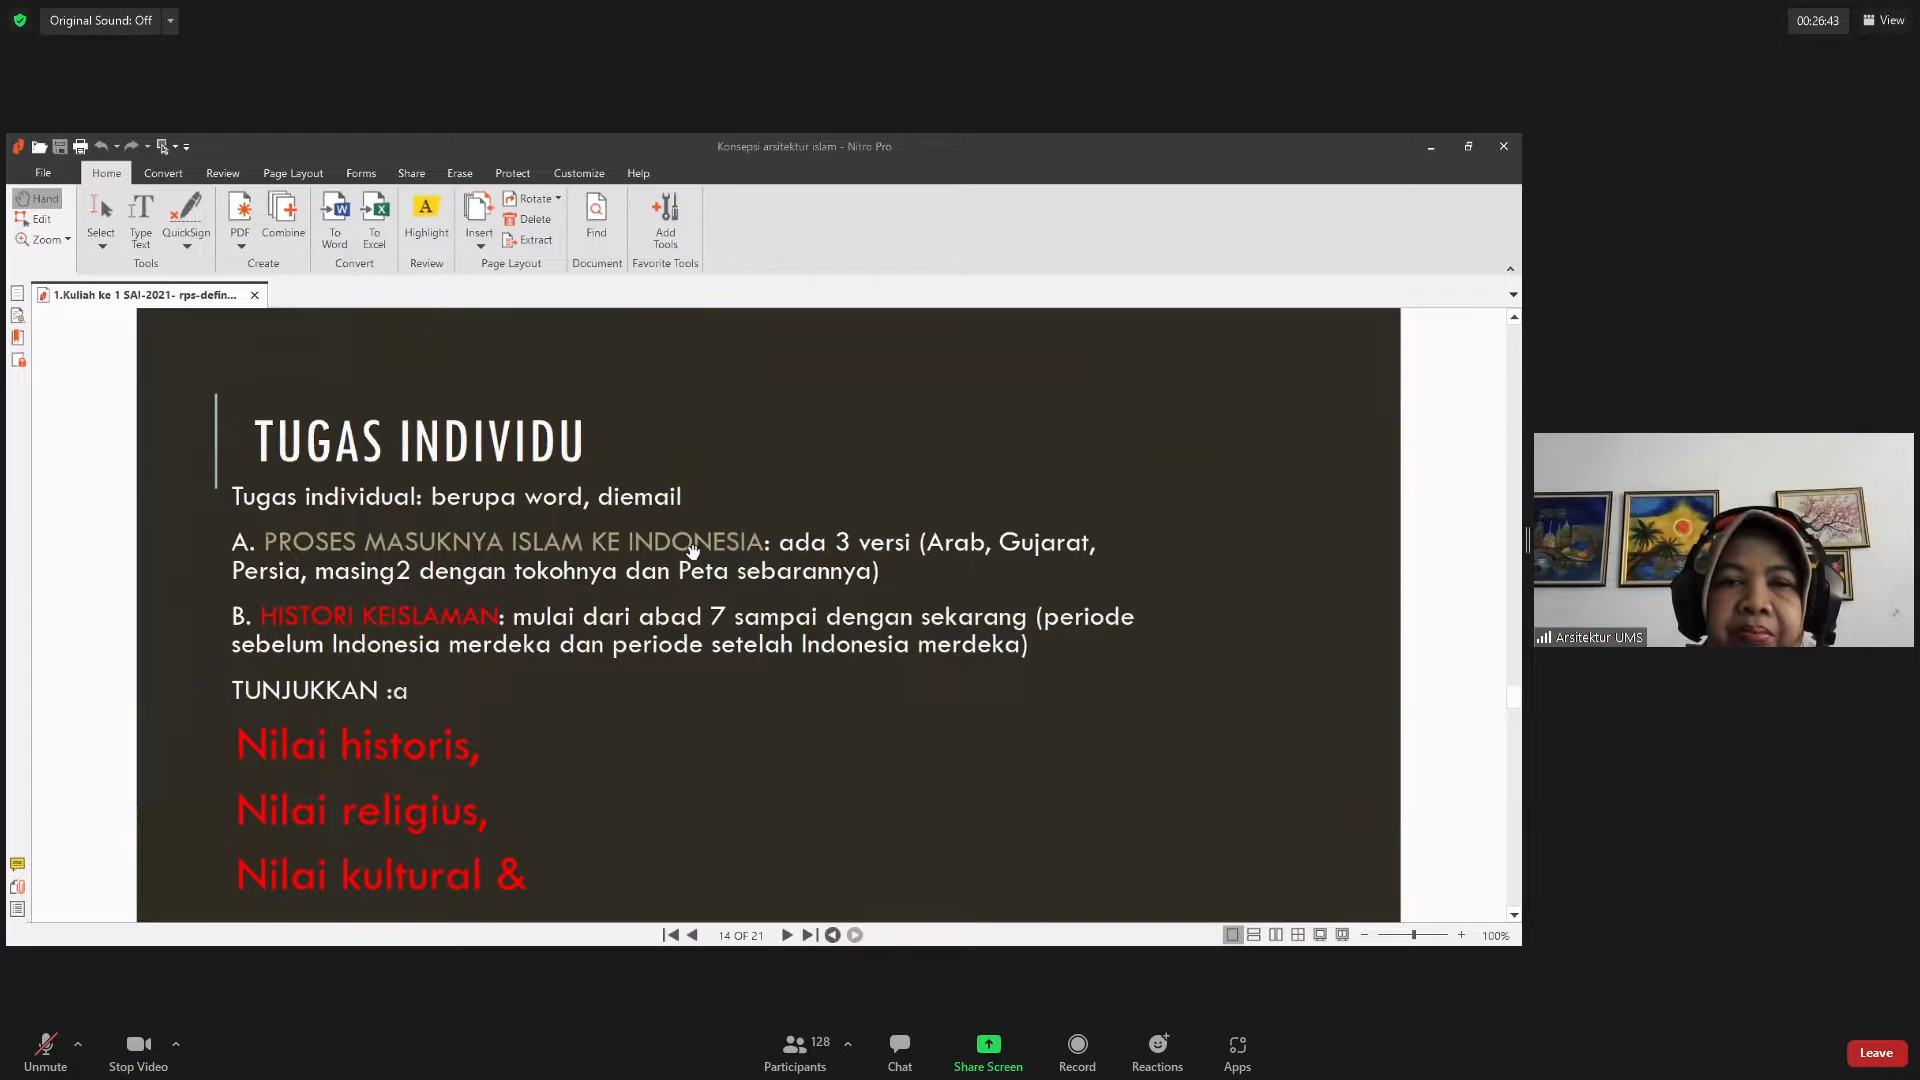 Original Sound: Off
00:26:43
View
Konsepsi arsitektur islam - Nitro Pro
File
Home
Convert
Review
Page Layout
Forms
Share
Erase
Protect
Customize
Help
Hand
Edit
Zoom
Select
Type Text
QuickSign
Tools
PDF
Combine
Create
To Word
To Excel
Convert
Highlight
Review
Insert
Rotate
Delete
Extract
Page Layout
Find
Document
Add Tools
Favorite Tools
1.Kuliah ke 1 SAI-2021- rps-defin...
TUGAS INDIVIDU
Tugas individual: berupa word, diemail
A. PROSES MASUKNYA ISLAM KE INDONESIA: ada 3 versi (Arab, Gujarat,
Persia, masing2 dengan tokohnya dan Peta sebarannya)
B. HISTORI KEISLAMAN: mulai dari abad 7 sampai dengan sekarang (periode
sebelum Indonesia merdeka dan periode setelah Indonesia merdeka)
TUNJUKKAN :a
Nilai historis,
Nilai religius,
Nilai kultural &
Arsitektur UMS
14 OF 21
100%
Unmute
Stop Video
128
Participants
Chat
Share Screen
Record
Reactions
Apps
Leave